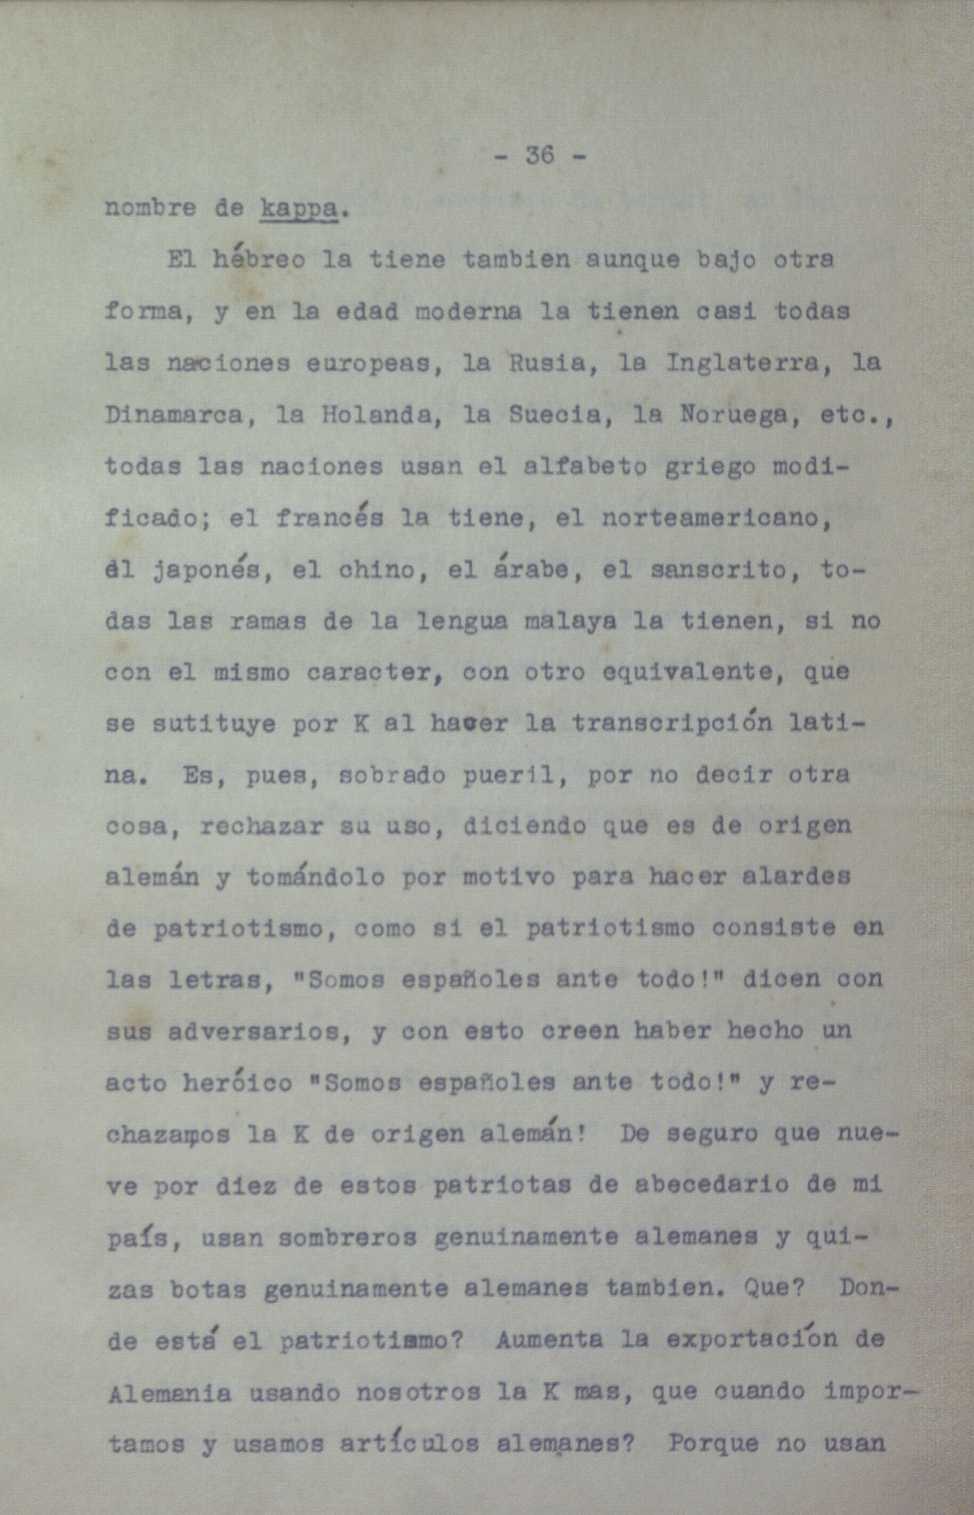 - 36 -
nombre de kappa.
El hébreo la tiene tambien aunque bajo otra
forma, y en la edad moderna la tienen casi todas
las naciones europeas, la Rusia, la Inglaterra, la
Dinamarca, la Holanda, la Suecia, la Noruega, etc.,
todas las naciones usan el alfabeto griego modi-
ficado; el francés la tiene, el norteamericano,
el japonés, el chino, el árabe, el sanscrito, to-
das las ramas de la lengua malaya la tienen, si no
con el mismo caracter, con otro equivalente, que
se sutituye por K al hacer la transcripción lati-
na. Es, pues, sobrado pueril, por no decir otra
cosa, rechazar su uso, diciendo que es de origen
alemán y tomándolo por motivo para hacer alardes
de patriotismo, como si el patriotismo consiste en
las letras, "Somos españoles ante todo!" dicen con
sus adversarios, y con esto creen haber hecho un
acto heróico "Somos españoles ante todo!" y re-
chazamos la K de origen alemán! De seguro que nue-
ve por diez de estos patriotas de abecedario de mi
país, usan sombreros genuinamente alemanes y qui-
zas botas genuinamente alemanes tambien. Que? Don-
de está el patriotismo? Aumenta la exportación de
Alemania usando nosotros la K mas, que cuando impor-
tamos y usamos artículos alemanes? Porque no usan